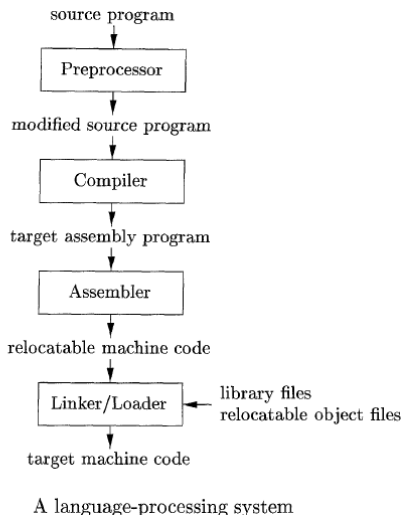 source program
Preprocessor
modified source program
Compiler
target assembly program
Assembler
relocatable machine code
Linker/Loader
library files
relocatable object files
target machine code
A language-processing system